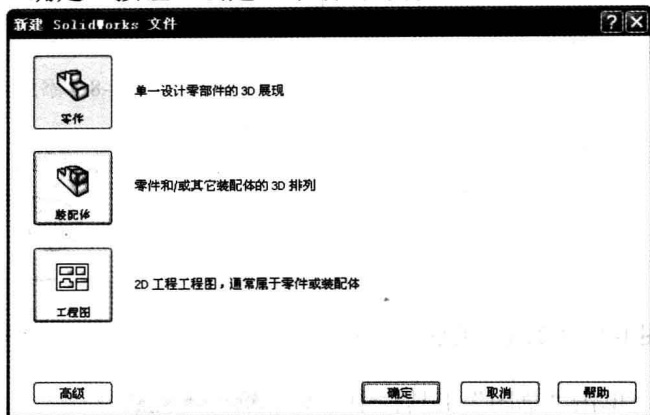 新建 SolidWorks 文件
单一设计零部件的 3D 展现
零件
零件和/或其它装配体的 3D 排列
装配体
2D 工程工程图，通常属于零件或装配体
工程图
高级 确定 取消 帮助